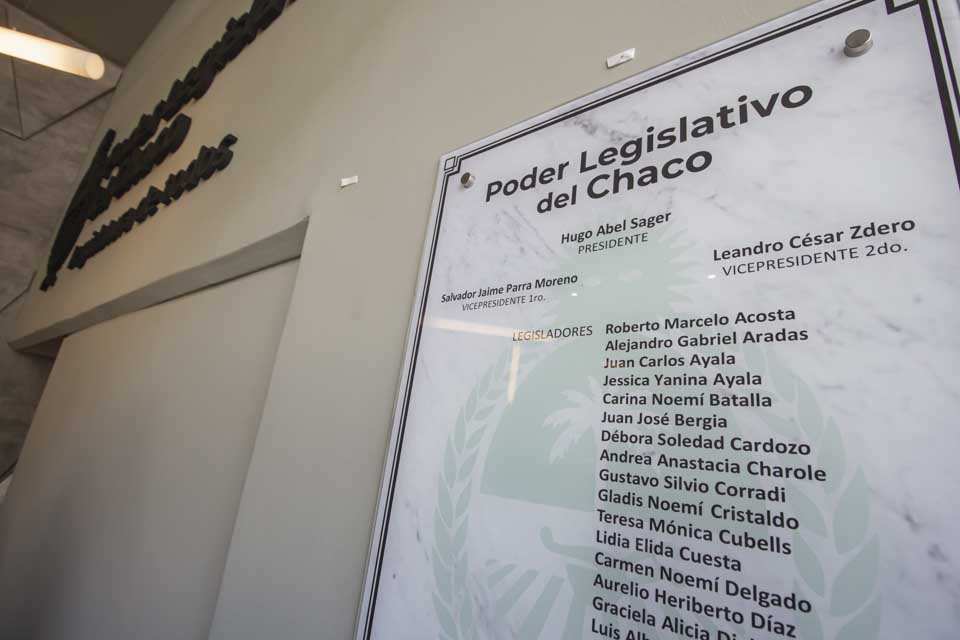 Poder Legislativo
del Chaco
Hugo Abel Sager
PRESIDENTE
Leandro César Zdero
VICEPRESIDENTE 2do.
Salvador Jaime Parra Moreno
VICEPRESIDENTE 1ro.
LEGISLADORES
Roberto Marcelo Acosta
Alejandro Gabriel Aradas
Juan Carlos Ayala
Jessica Yanina Ayala
Carina Noemí Batalla
Juan José Bergia
Débora Soledad Cardozo
Andrea Anastacia Charole
Gustavo Silvio Corradi
Gladis Noemí Cristaldo
Teresa Mónica Cubells
Lidia Elida Cuesta
Carmen Noemí Delgado
Aurelio Heriberto Díaz
Graciela Alicia
Luis